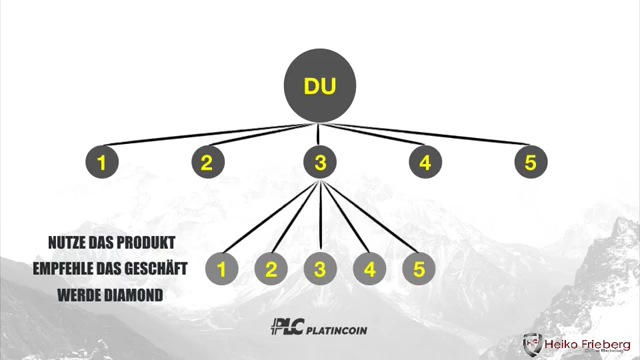 DU
1 2 3 4 5
NUTZE DAS PRODUKT
EMPFEHLE DAS GESCHÄFT
WERDE DIAMOND
1 2 3 4 5
PLC PLATINCOIN
Heiko Frieberg